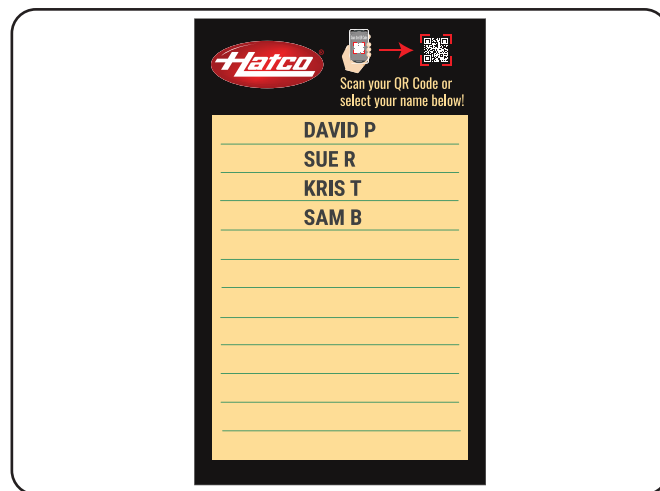 Hatco
Scan your QR Code or
select your name below!
DAVID P
SUE R
KRIS T
SAM B